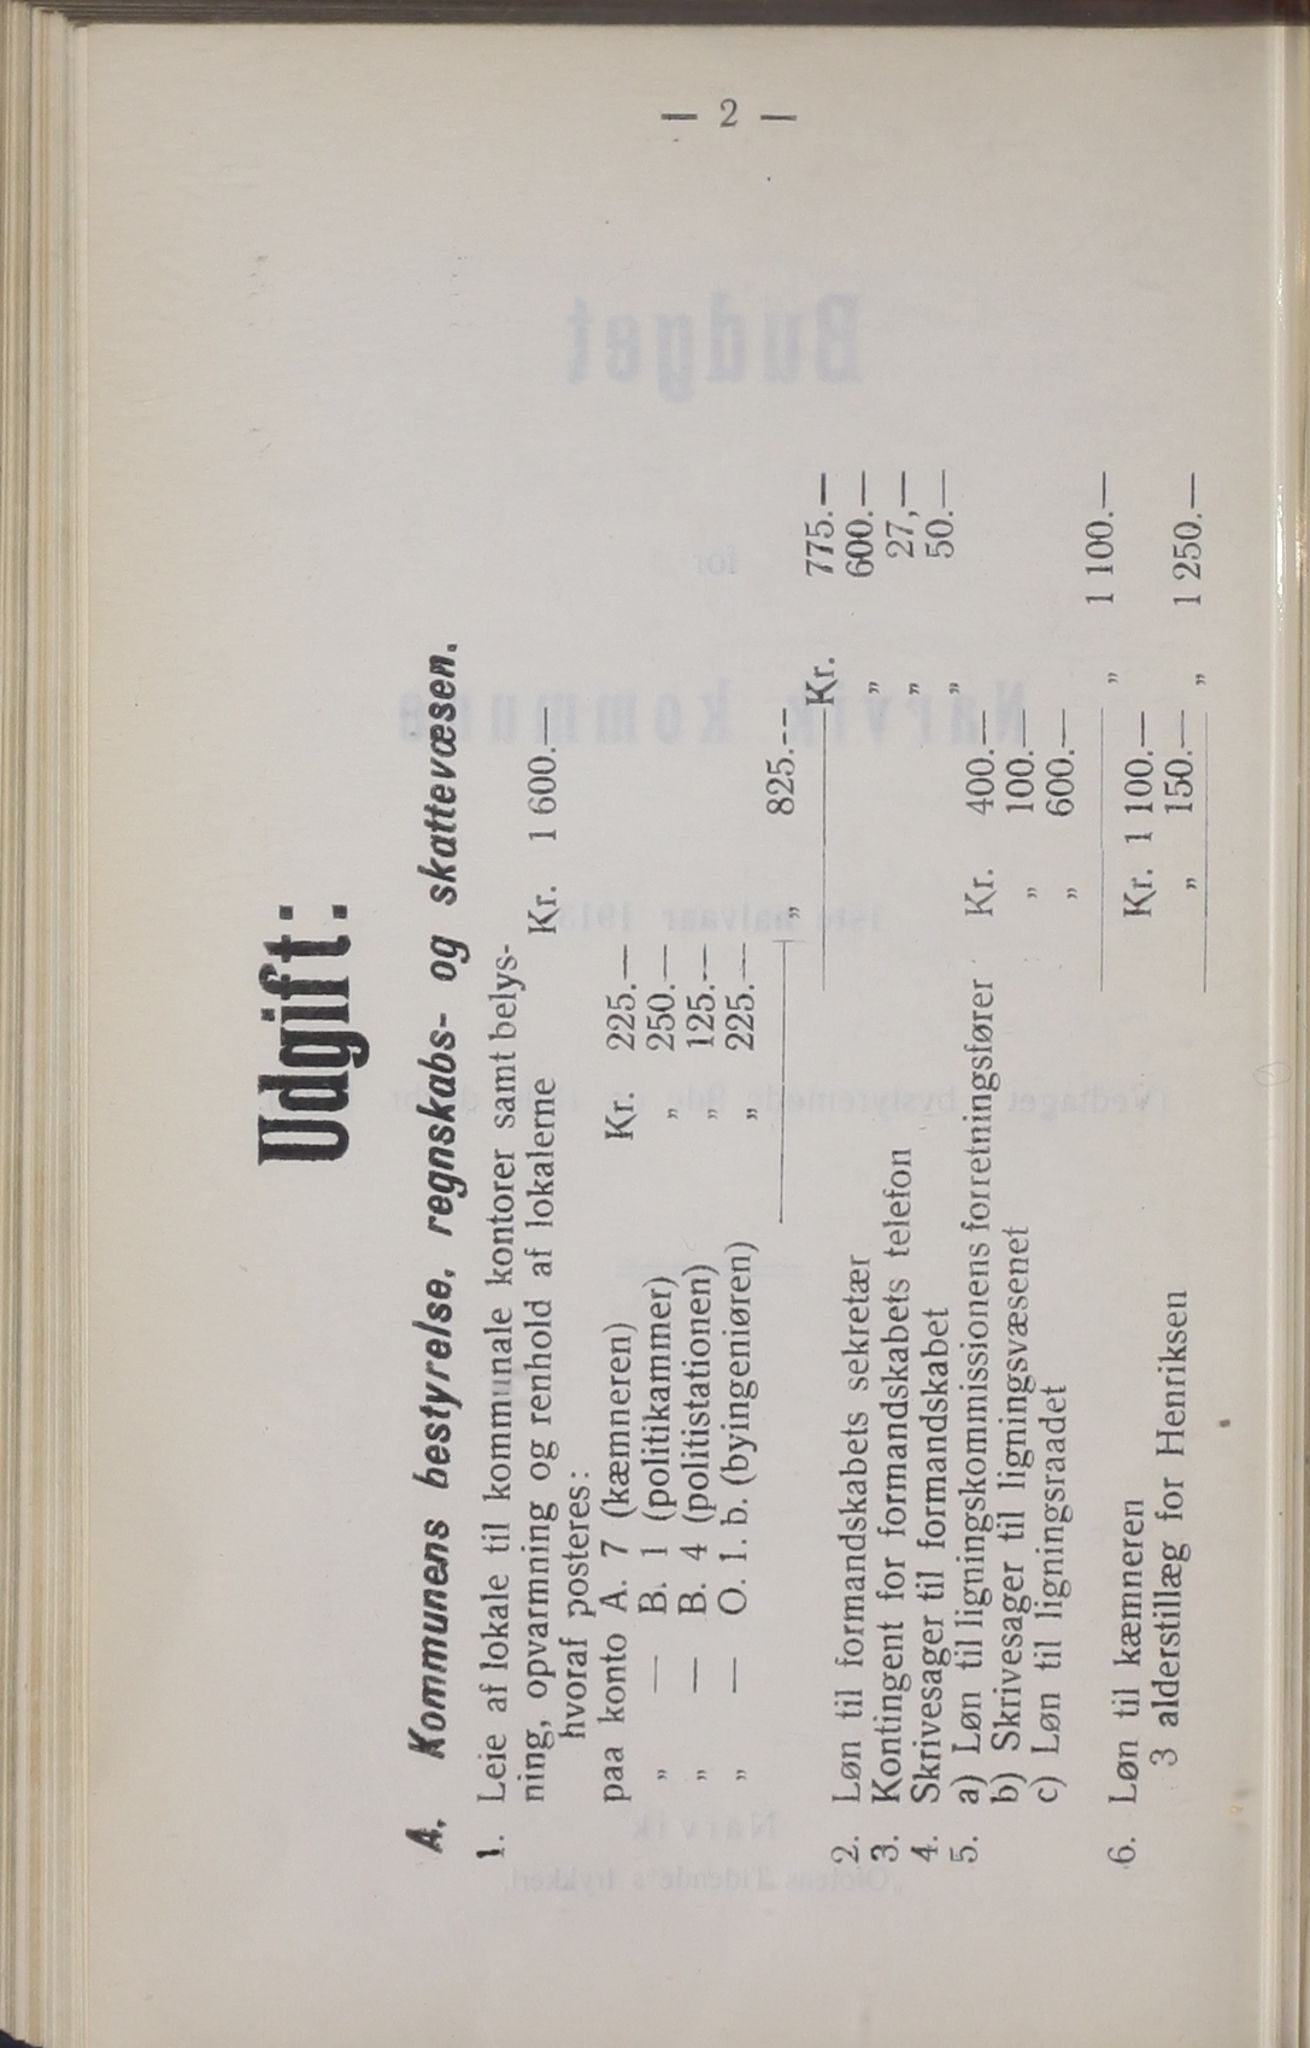 — 2 —
Udgift:
A. Kommunens bestyrelse, regnskabs- og skattevæsen.
1. Leie af lokale til kommunale kontorer samt belys-
ning, opvarmning og renhold af lokalerne Kr. 1 600.—
hvoraf posteres:
paa konto A. 7 (kæmneren) Kr. 225.—
„ — B. 1 (politikammer) „ 250.—
„ — B. 4 (politistationen) „ 125.—
„ — O. 1. b. (byingeniøren) „ 225.—
„ 825.—
Kr. 775.—
2. Løn til formandskabets sekretær „ 600.—
3. Kontingent for formandskabets telefon „ 27,—
4. Skrivesager til formandskabet „ 50.—
5. a) Løn til ligningskommissionens forretningsfører Kr. 400.—
b) Skrivesager til ligningsvæsenet „ 100.—
c) Løn til ligningsraadet „ 600.—
„ 1 100.—
6. Løn til kæmneren Kr. 1 100.—
3 alderstillæg for Henriksen „ 150.—
„ 1 250.—